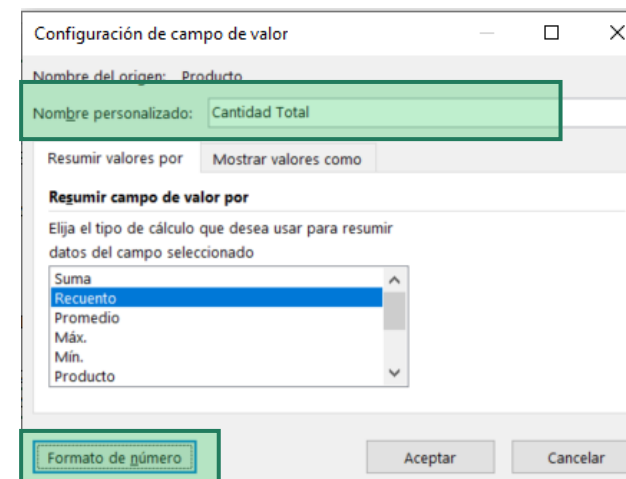 Configuración de campo de valor
Nombre del origen: Producto
Nombre personalizado: Cantidad Total
Resumir valores por Mostrar valores como
Resumir campo de valor por
Elija el tipo de cálculo que desea usar para resumir
datos del campo seleccionado
Suma
Recuento
Promedio
Máx.
Mín.
Producto
Formato de número Aceptar Cancelar